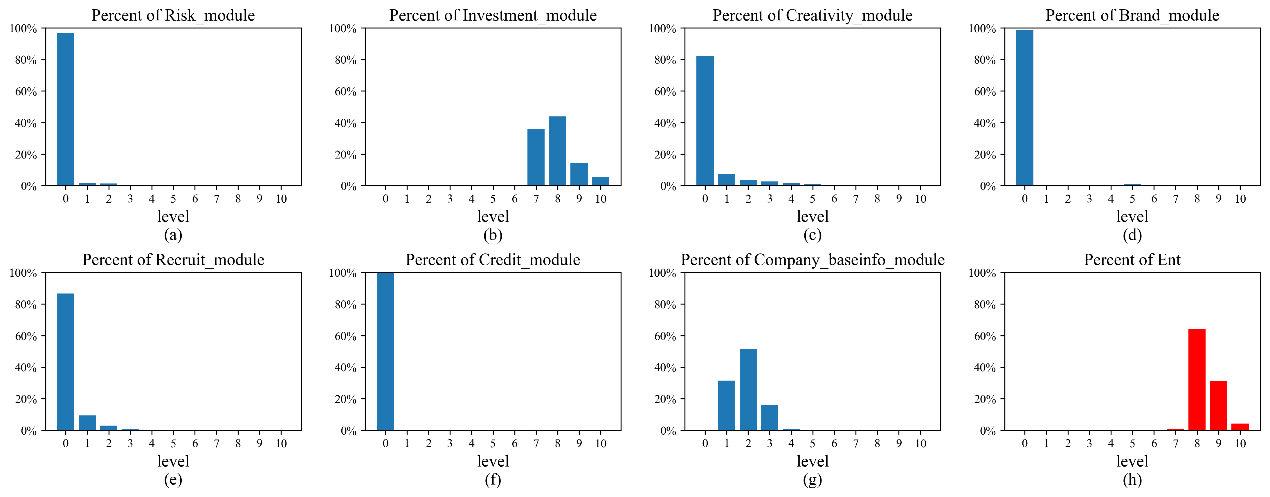 Percent of Risk_module
100%
80%
60%
40%
20%
0%
0 1 2 3 4 5 6 7 8 9 10
level
(a)
Percent of Investment_module
100%
80%
60%
40%
20%
0%
0 1 2 3 4 5 6 7 8 9 10
level
(b)
Percent of Creativity_module
100%
80%
60%
40%
20%
0%
0 1 2 3 4 5 6 7 8 9 10
level
(c)
Percent of Brand_module
100%
80%
60%
40%
20%
0%
0 1 2 3 4 5 6 7 8 9 10
level
(d)
Percent of Recruit_module
100%
80%
60%
40%
20%
0%
0 1 2 3 4 5 6 7 8 9 10
level
(e)
Percent of Credit_module
100%
80%
60%
40%
20%
0%
0 1 2 3 4 5 6 7 8 9 10
level
(f)
Percent of Company_baseinfo_module
100%
80%
60%
40%
20%
0%
0 1 2 3 4 5 6 7 8 9 10
level
(g)
Percent of Ent
100%
80%
60%
40%
20%
0%
0 1 2 3 4 5 6 7 8 9 10
level
(h)